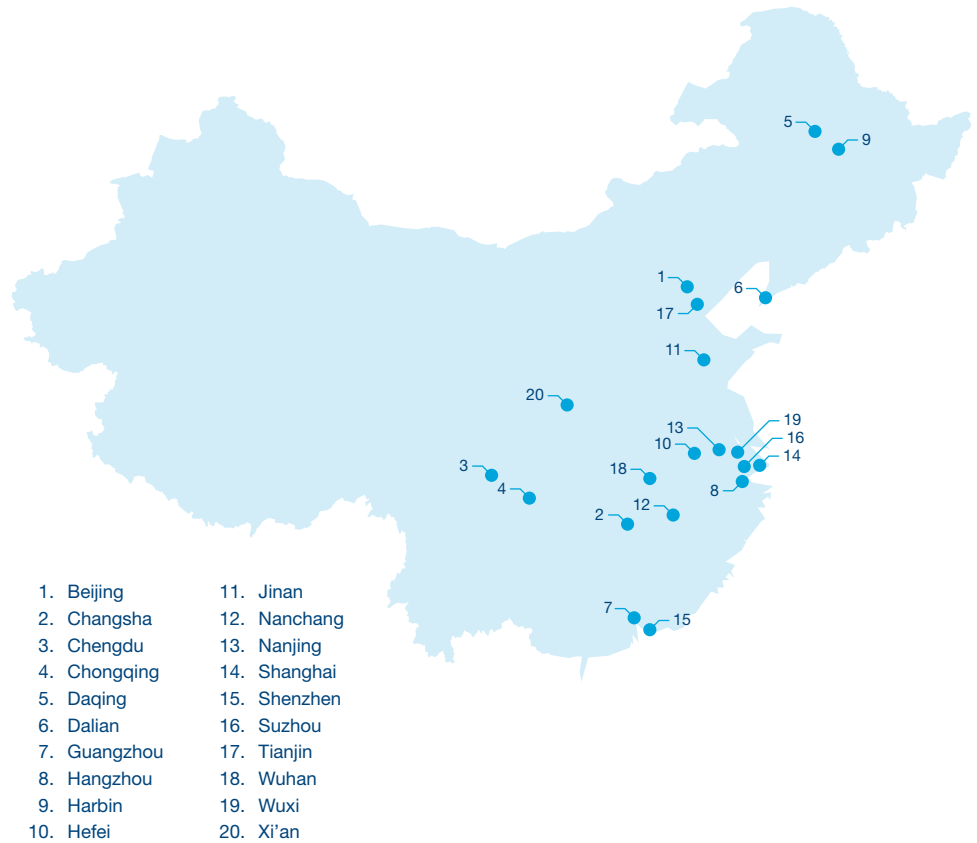 5
9
1
6
17
11
20
19
13
16
10
14
3
18
4
8
12
2
7
15
1. Beijing
2. Changsha
3. Chengdu
4. Chongqing
5. Daqing
6. Dalian
7. Guangzhou
8. Hangzhou
9. Harbin
10. Hefei
11. Jinan
12. Nanchang
13. Nanjing
14. Shanghai
15. Shenzhen
16. Suzhou
17. Tianjin
18. Wuhan
19. Wuxi
20. Xi’an